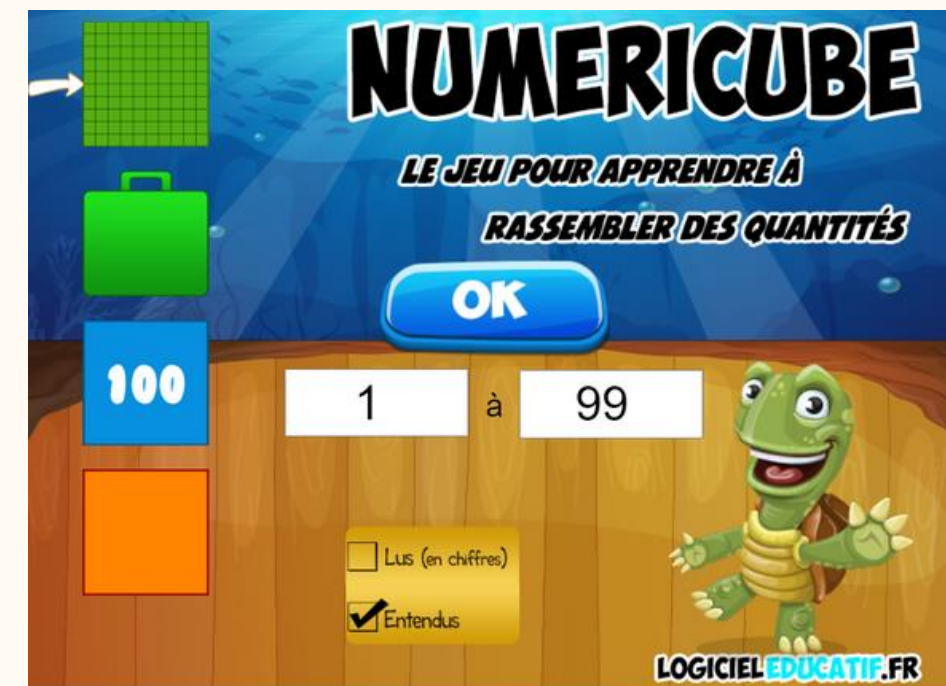 NUMERICUBE
LE JEU POUR APPRENDRE À
RASSEMBLER DES QUANTITÉS
OK
100
1 à 99
Lus (en chiffres)
Entendus
LOGICIELEDUCATIF.FR